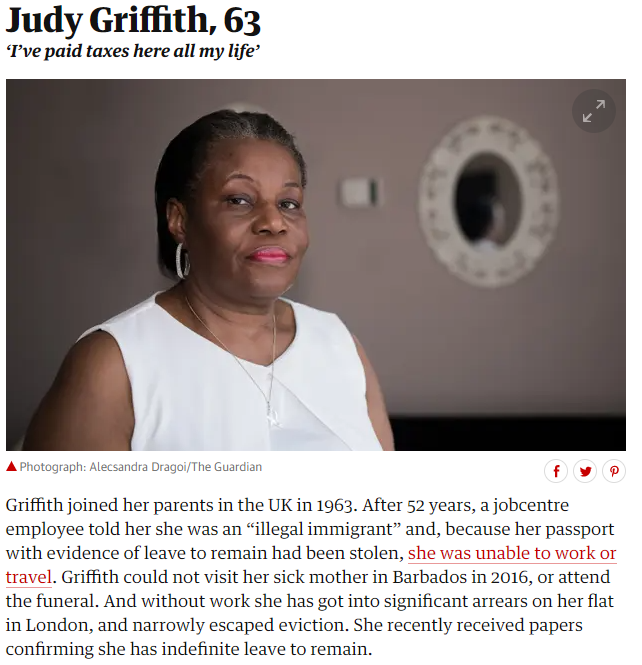 Judy Griffith, 63
‘I’ve paid taxes here all my life’
Photograph: Alecsandra Dragoi/The Guardian
Griffith joined her parents in the UK in 1963. After 52 years, a jobcentre
employee told her she was an “illegal immigrant” and, because her passport
with evidence of leave to remain had been stolen, she was unable to work or
travel. Griffith could not visit her sick mother in Barbados in 2016, or attend
the funeral. And without work she has got into significant arrears on her flat
in London, and narrowly escaped eviction. She recently received papers
confirming she has indefinite leave to remain.